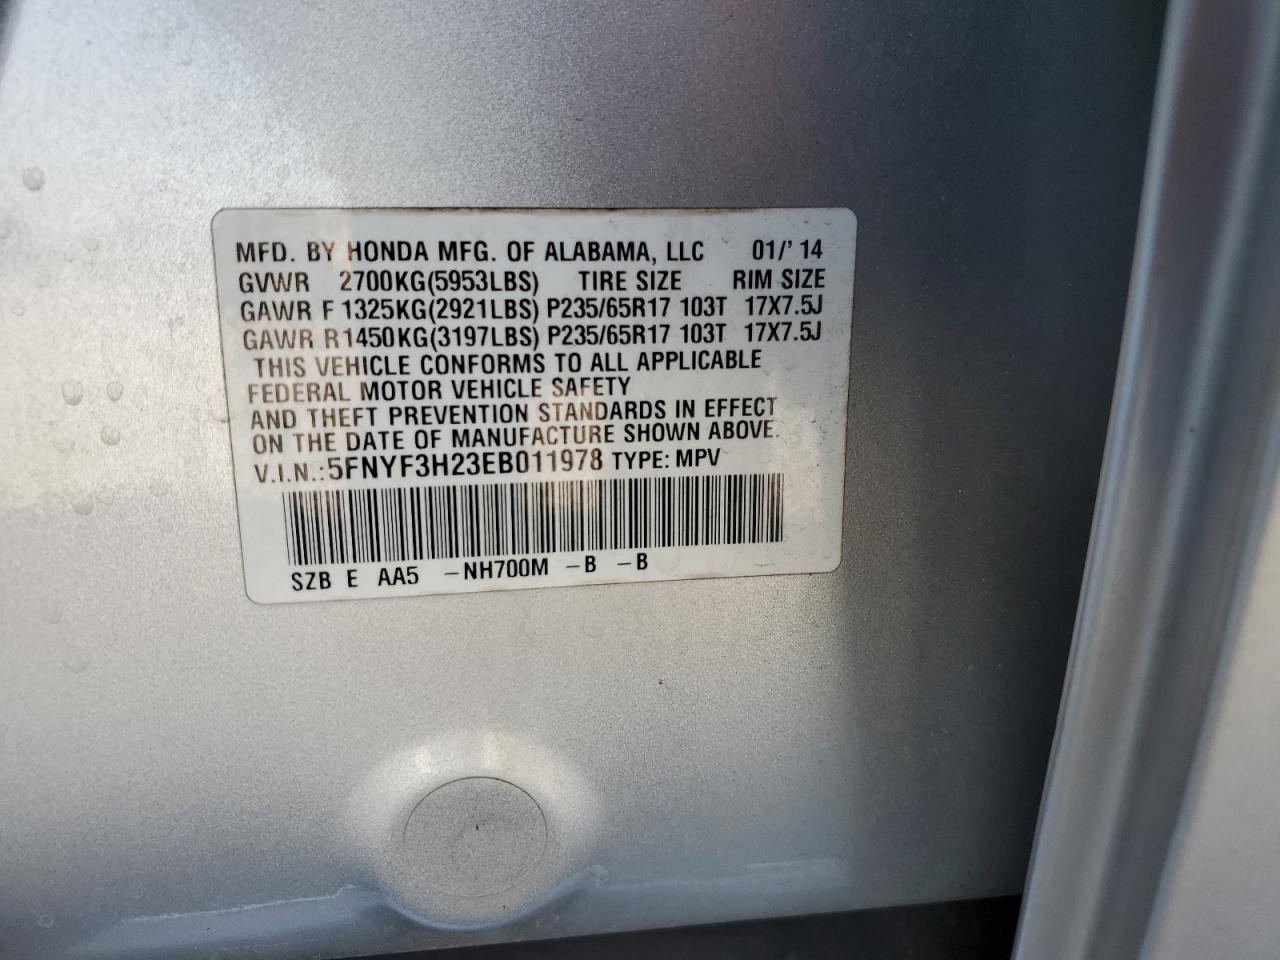 MFD. BY HONDA MFG. OF ALABAMA, LLC 01/'14
GVWR 2700KG(5953LBS) TIRE SIZE RIM SIZE
GAWR F 1325KG(2921LBS) P235/65R17 103T 17X7.5J
GAWR R1450KG(3197LBS) P235/65R17 103T 17X7.5J
THIS VEHICLE CONFORMS TO ALL APPLICABLE
FEDERAL MOTOR VEHICLE SAFETY
AND THEFT PREVENTION STANDARDS IN EFFECT
ON THE DATE OF MANUFACTURE SHOWN ABOVE.
V.I.N.:5FNYF3H23EB011978 TYPE: MPV
SZB E AA5 -NH700M -B -B